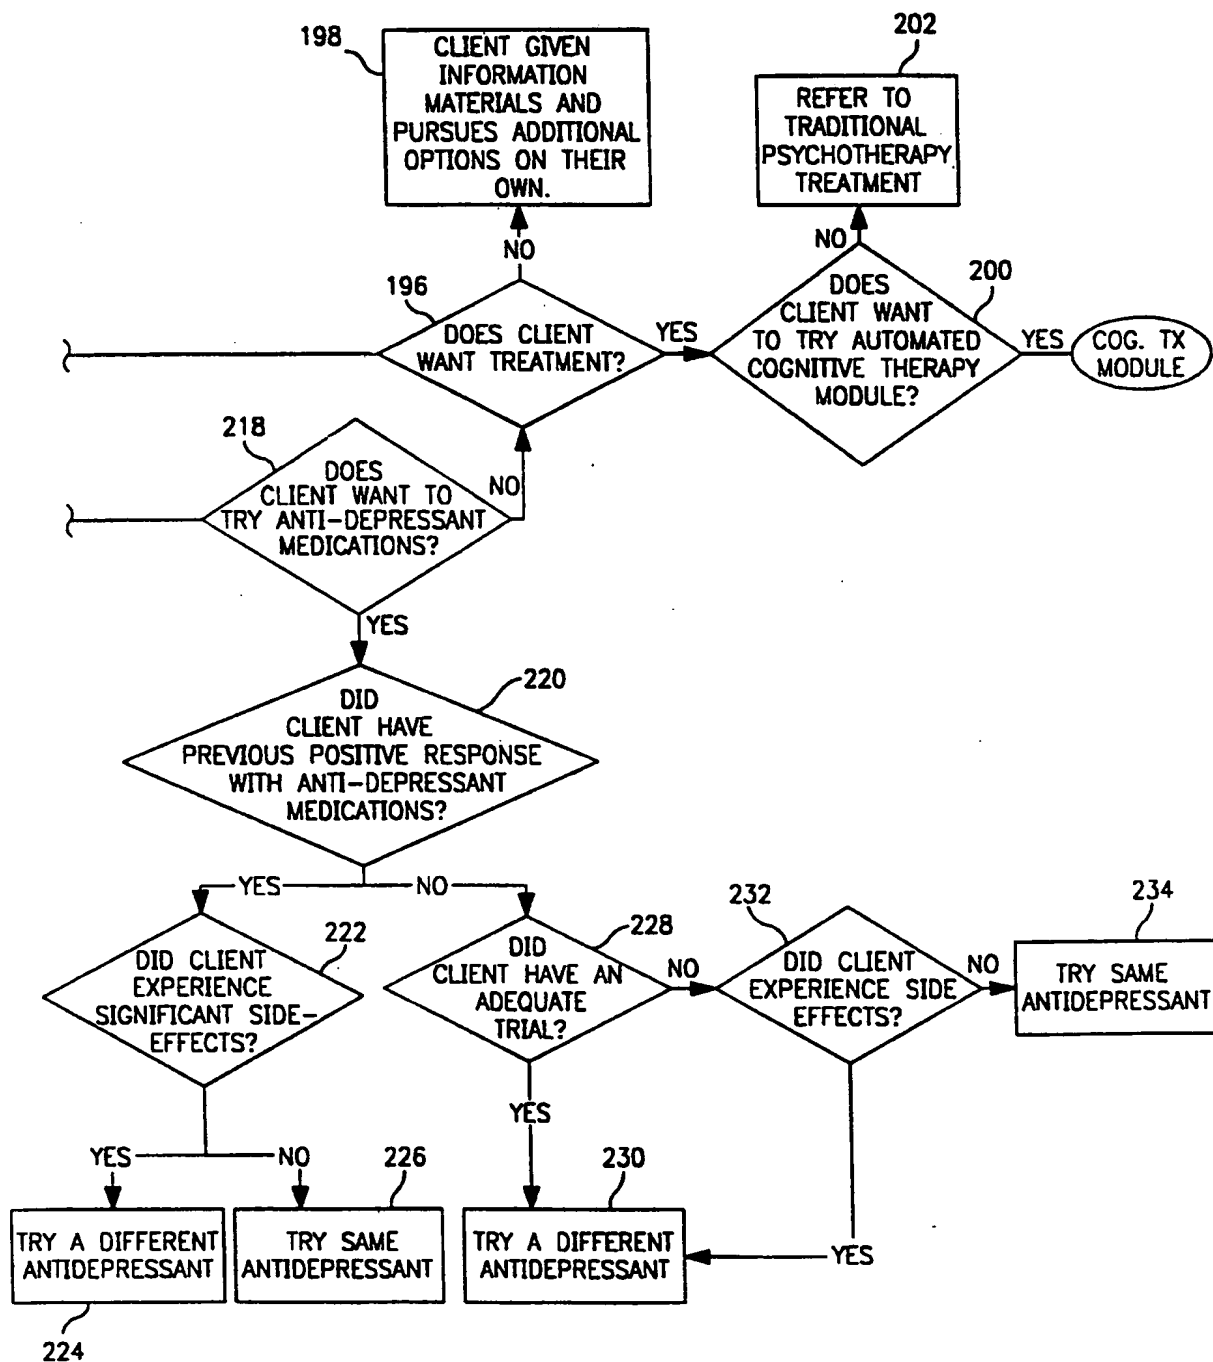 198
CLIENT GIVEN
INFORMATION
MATERIALS AND
PURSUES ADDITIONAL
OPTIONS ON THEIR
OWN.
202
REFER TO
TRADITIONAL
PSYCHOTHERAPY
TREATMENT
NO
NO
196
DOES CLIENT
WANT TREATMENT?
YES
200
DOES
CLIENT WANT
TO TRY AUTOMATED
COGNITIVE THERAPY
MODULE?
YES
COG. TX
MODULE
218
DOES
CLIENT WANT TO
TRY ANTI-DEPRESSANT
MEDICATIONS?
NO
YES
220
DID
CLIENT HAVE
PREVIOUS POSITIVE RESPONSE
WITH ANTI-DEPRESSANT
MEDICATIONS?
YES
NO
222
DID CLIENT
EXPERIENCE
SIGNIFICANT SIDE-
EFFECTS?
228
DID
CLIENT HAVE AN
ADEQUATE
TRIAL?
NO
232
DID CLIENT
EXPERIENCE SIDE
EFFECTS?
NO
234
TRY SAME
ANTIDEPRESSANT
YES
NO
YES
226
230
TRY A DIFFERENT
ANTIDEPRESSANT
TRY SAME
ANTIDEPRESSANT
TRY A DIFFERENT
ANTIDEPRESSANT
YES
224